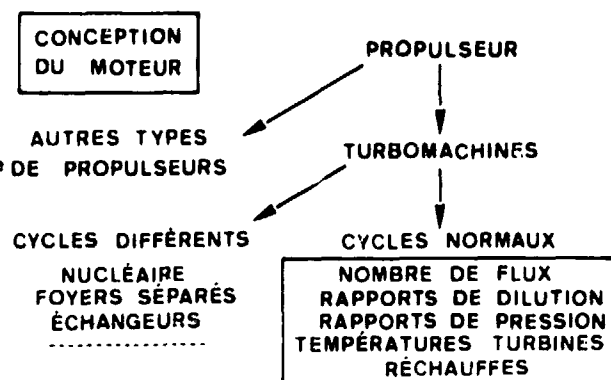 CONCEPTION
DU MOTEUR
PROPULSEUR
AUTRES TYPES
DE PROPULSEURS
TURBOMACHINES
CYCLES DIFFÉRENTS
NUCLÉAIRE
FOYERS SÉPARÉS
ÉCHANGEURS
CYCLES NORMAUX
NOMBRE DE FLUX
RAPPORTS DE DILUTION
RAPPORTS DE PRESSION
TEMPÉRATURES TURBINES
RÉCHAUFFES